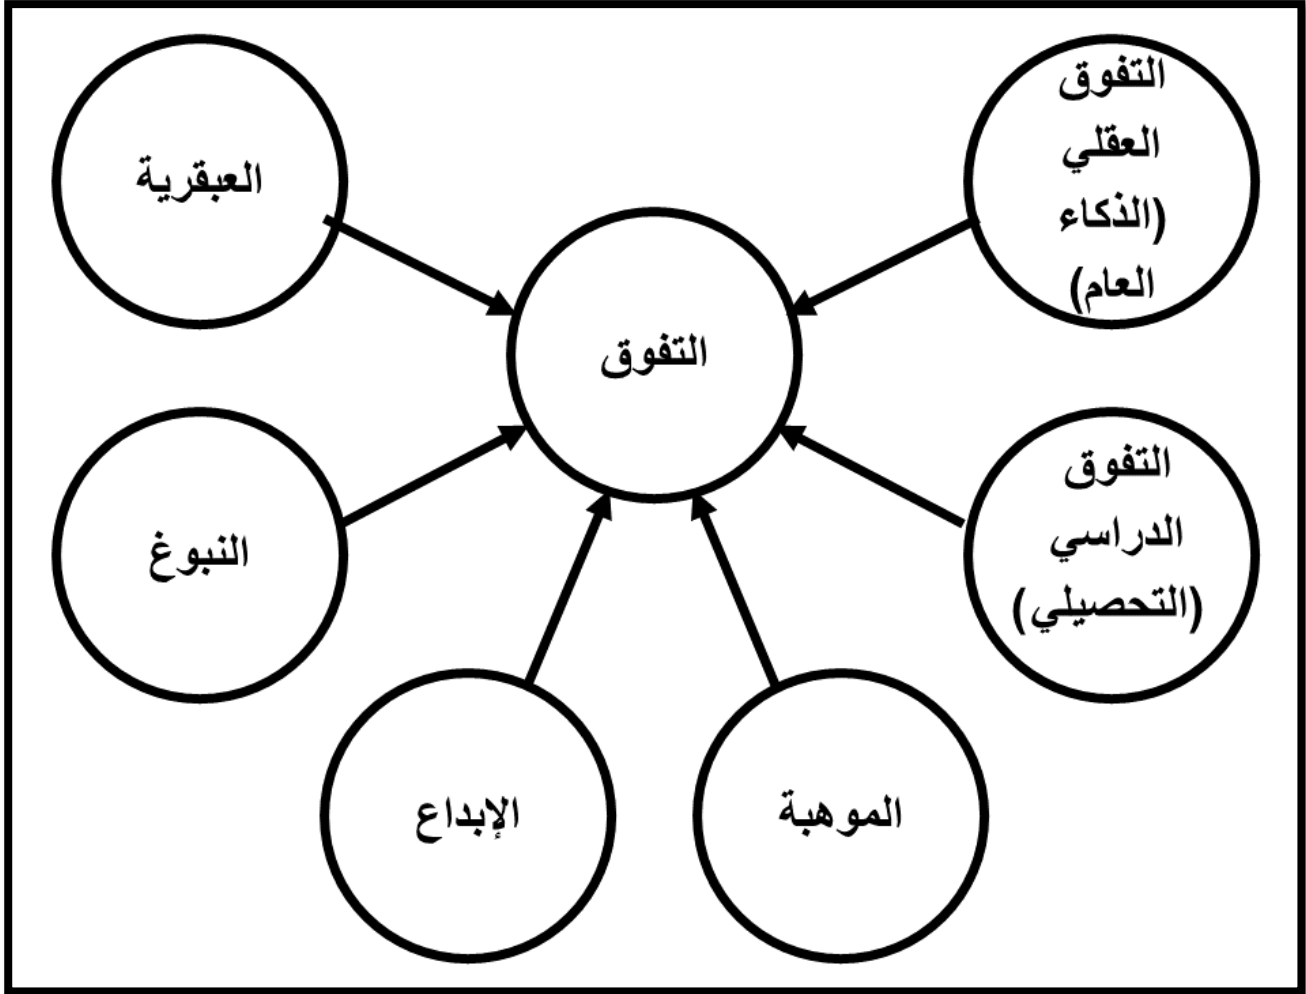 التفوق
العقلي
(الذكاء
العام)
العبقرية
التفوق
التفوق
الدراسي
(التحصيلي)
النبوغ
الموهبة
الإبداع